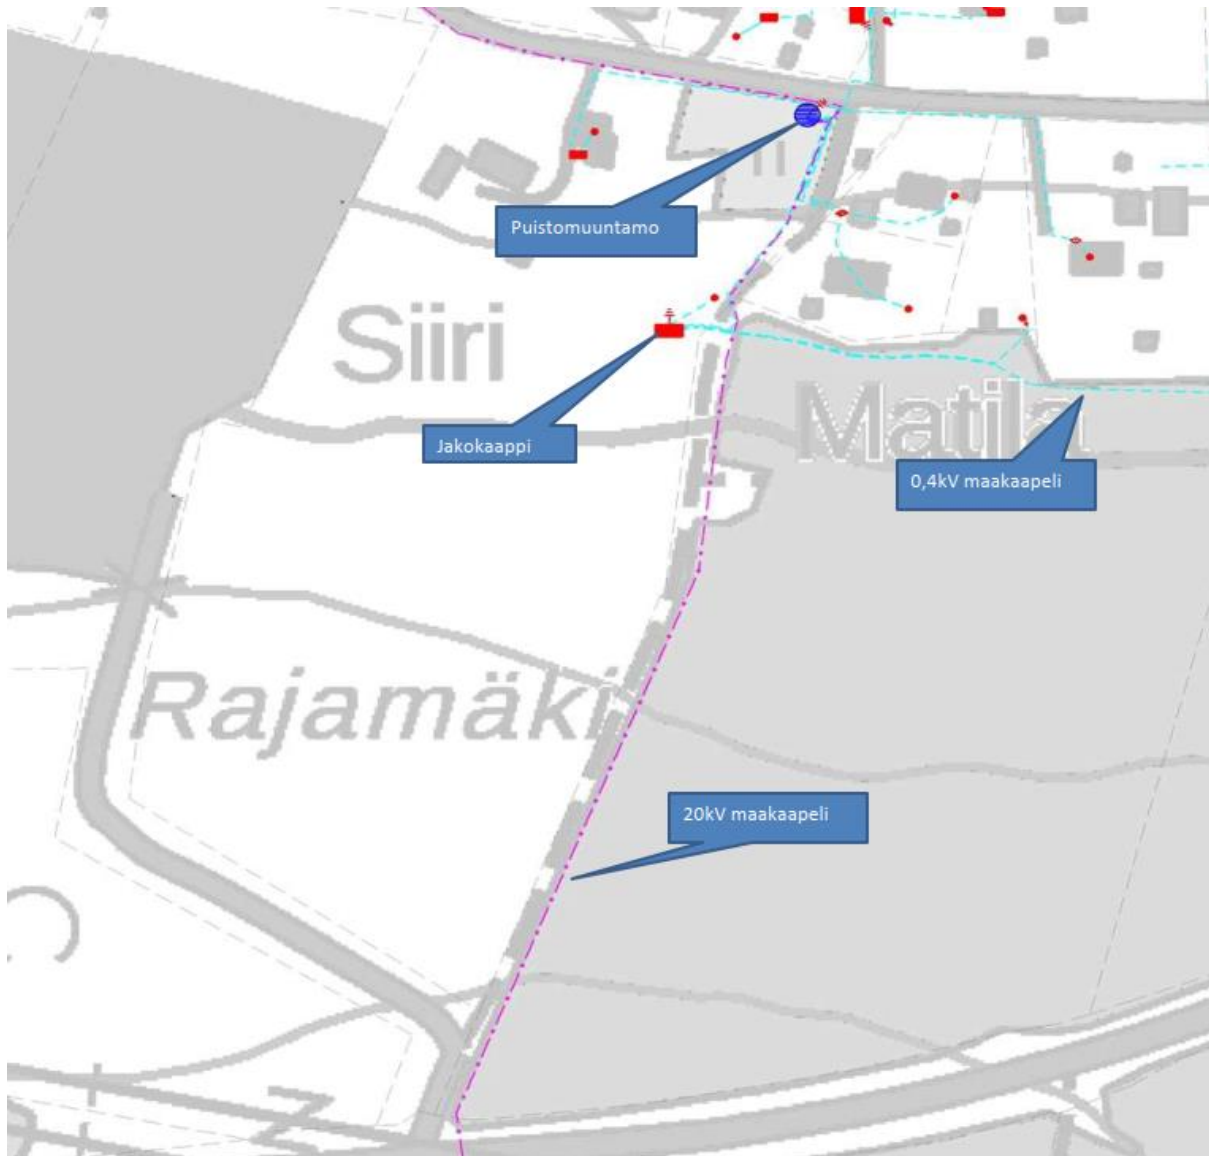 Puistomuuntamo
Siiri
Matila
Jakokaappi
0,4kV maakaapeli
Rajamäki
20kV maakaapeli